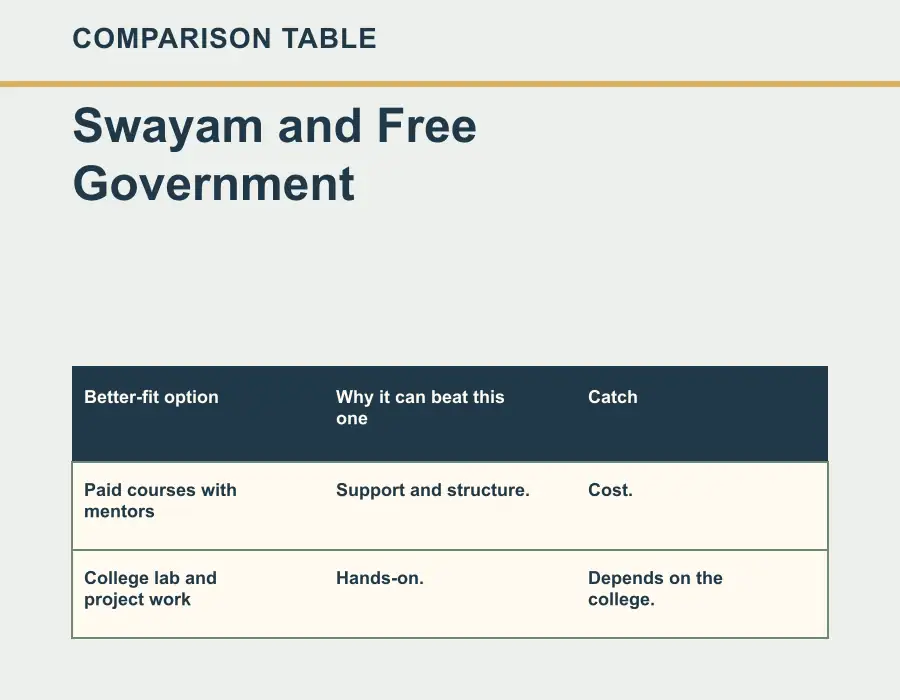 COMPARISON TABLE
Swayam and Free
Government
Better-fit option
Why it can beat this
one
Catch
Paid courses with
mentors
Support and structure.
Cost.
College lab and
project work
Hands-on.
Depends on the
college.